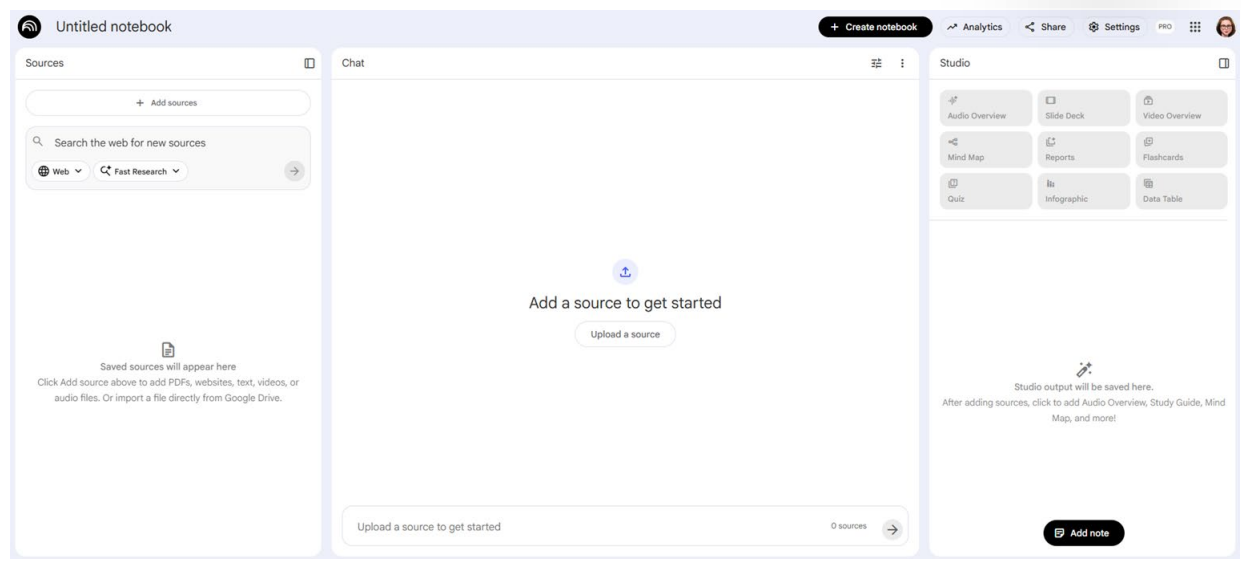 Untitled notebook
+ Create notebook
Analytics
Share
Settings
PRO
Sources
+ Add sources
Search the web for new sources
Web
Fast Research
Saved sources will appear here
Click Add source above to add PDFs, websites, text, videos, or
audio files. Or import a file directly from Google Drive.
Chat
Add a source to get started
Upload a source
Upload a source to get started
0 sources
Studio
Audio Overview
Slide Deck
Video Overview
Mind Map
Reports
Flashcards
Quiz
Infographic
Data Table
Studio output will be saved here.
After adding sources, click to add Audio Overview, Study Guide, Mind
Map, and more!
Add note